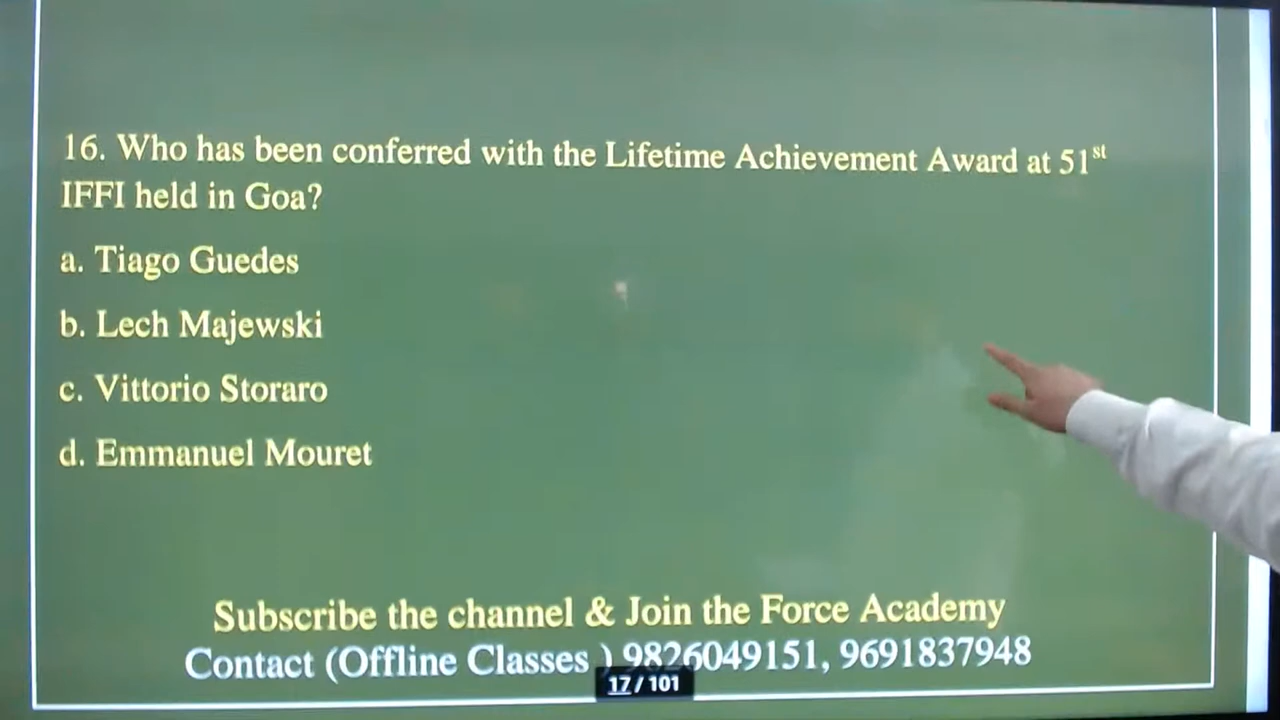 16. Who has been conferred with the Lifetime Achievement Award at 51st
IFFI held in Goa?
a. Tiago Guedes
b. Lech Majewski
c. Vittorio Storaro
d. Emmanuel Mouret
Subscribe the channel & Join the Force Academy
Contact (Offline Classes ) 9826049151, 9691837948
17 / 101